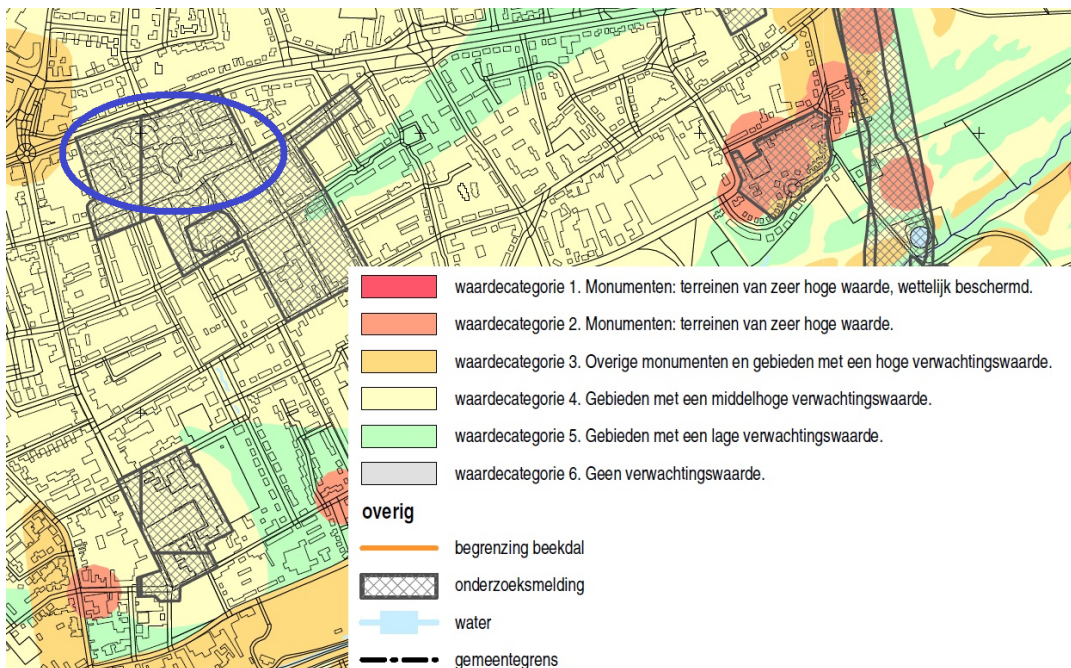 waardecategorie 1. Monumenten: terreinen van zeer hoge waarde, wettelijk beschermd.
waardecategorie 2. Monumenten: terreinen van zeer hoge waarde.
waardecategorie 3. Overige monumenten en gebieden met een hoge verwachtingswaarde.
waardecategorie 4. Gebieden met een middelhoge verwachtingswaarde.
waardecategorie 5. Gebieden met een lage verwachtingswaarde.
waardecategorie 6. Geen verwachtingswaarde.
overig
begrenzing beekdal
onderzoeksmelding
water
gemeentegrens